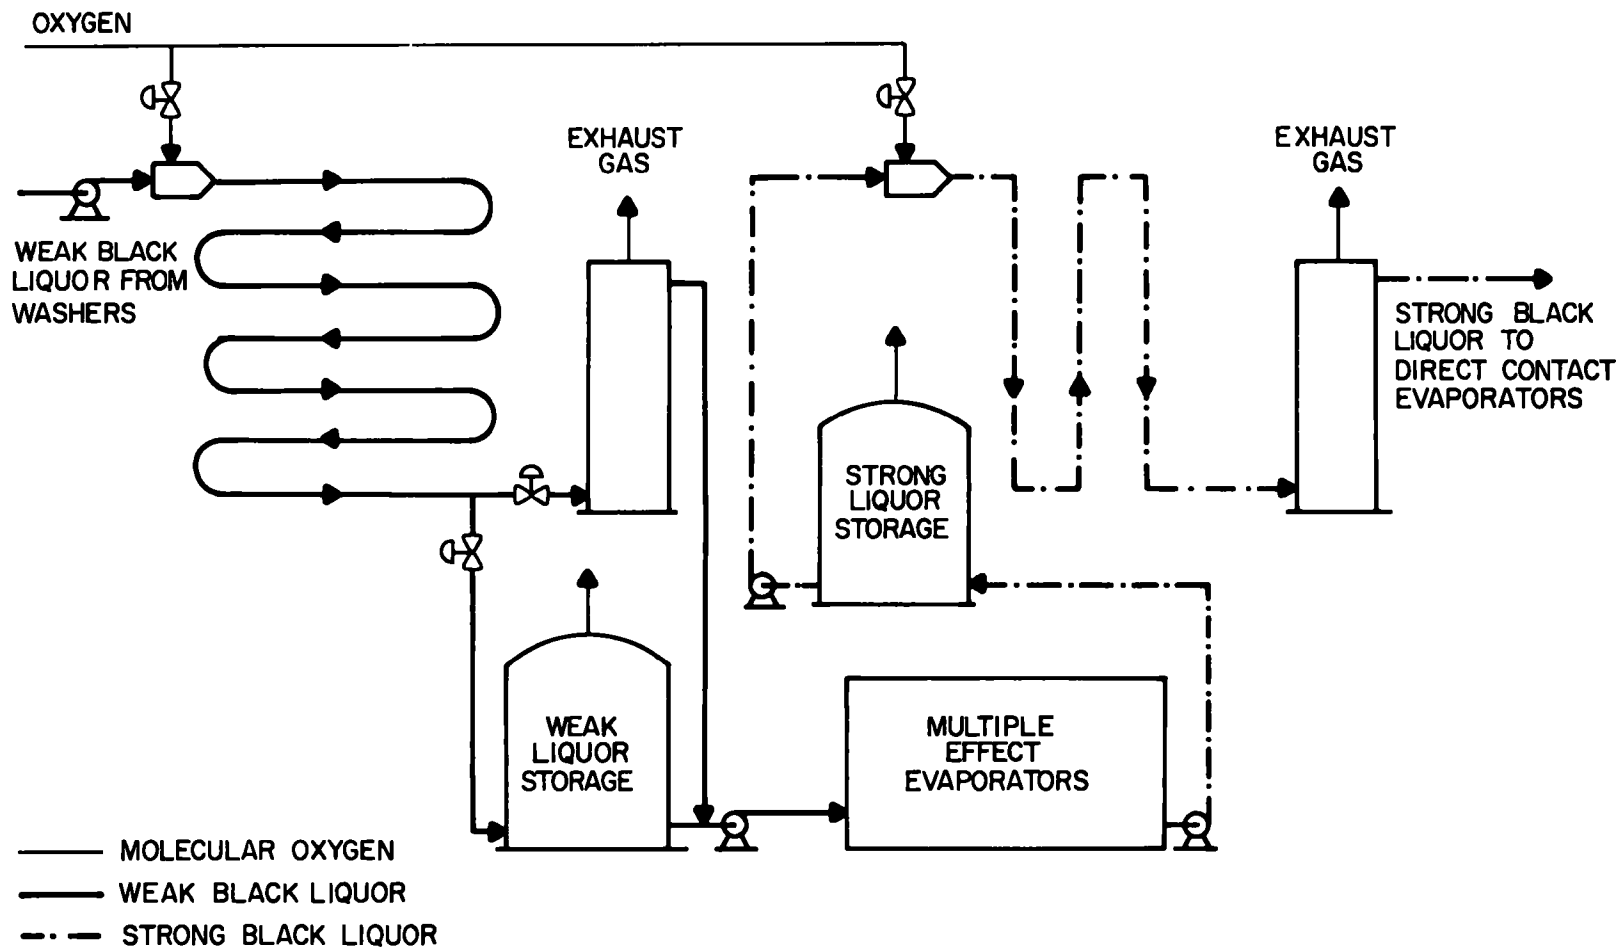 OXYGEN
EXHAUST
GAS
EXHAUST
GAS
WEAK BLACK
LIQUOR FROM
WASHERS
STRONG BLACK
LIQUOR TO
DIRECT CONTACT
EVAPORATORS
STRONG
LIQUOR
STORAGE
WEAK
LIQUOR
STORAGE
MULTIPLE
EFFECT
EVAPORATORS
MOLECULAR OXYGEN
WEAK BLACK LIQUOR
STRONG BLACK LIQUOR